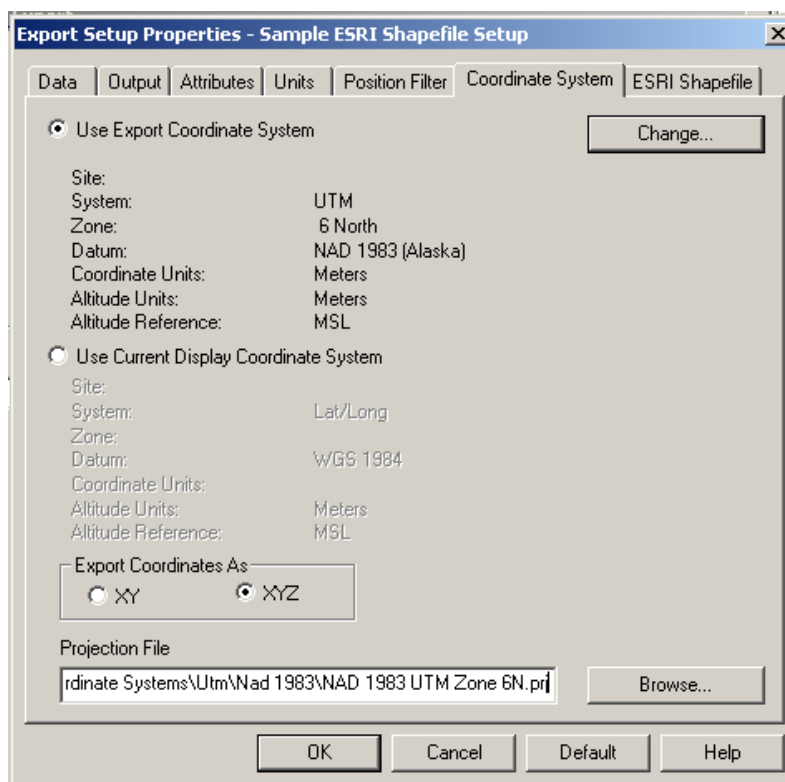 Export Setup Properties - Sample ESRI Shapefile Setup
Data Output Attributes Units Position Filter Coordinate System ESRI Shapefile
Use Export Coordinate System Change...
Site:
System: UTM
Zone: 6 North
Datum: NAD 1983 (Alaska)
Coordinate Units: Meters
Altitude Units: Meters
Altitude Reference: MSL
Use Current Display Coordinate System
Site:
System: Lat/Long
Zone:
Datum: WGS 1984
Coordinate Units:
Altitude Units: Meters
Altitude Reference: MSL
Export Coordinates As
XY XYZ
Projection File
rdinate Systems\Utm\Nad 1983\NAD 1983 UTM Zone 6N.prj Browse...
OK Cancel Default Help